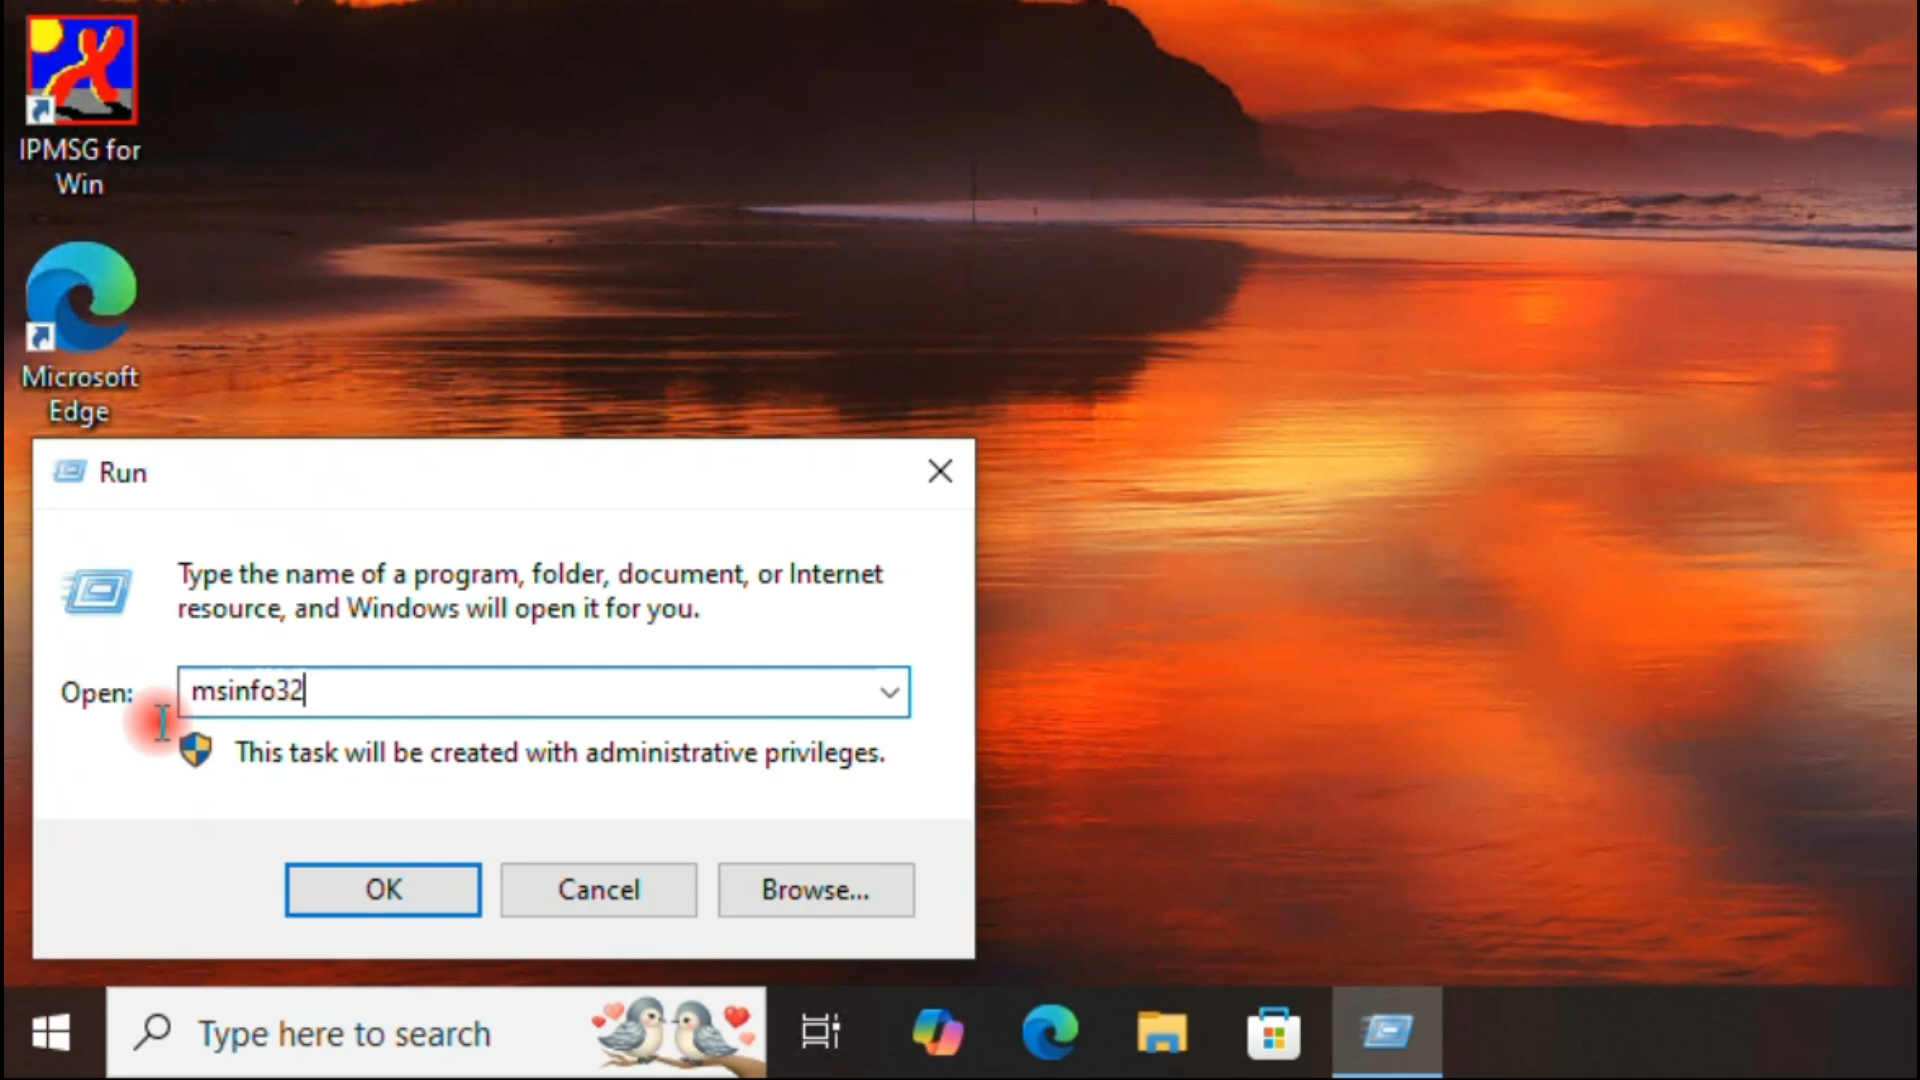 IPMSG for
Win
Microsoft
Edge
Run
Type the name of a program, folder, document, or Internet
resource, and Windows will open it for you.
Open:
msinfo32
This task will be created with administrative privileges.
OK
Cancel
Browse...
Type here to search